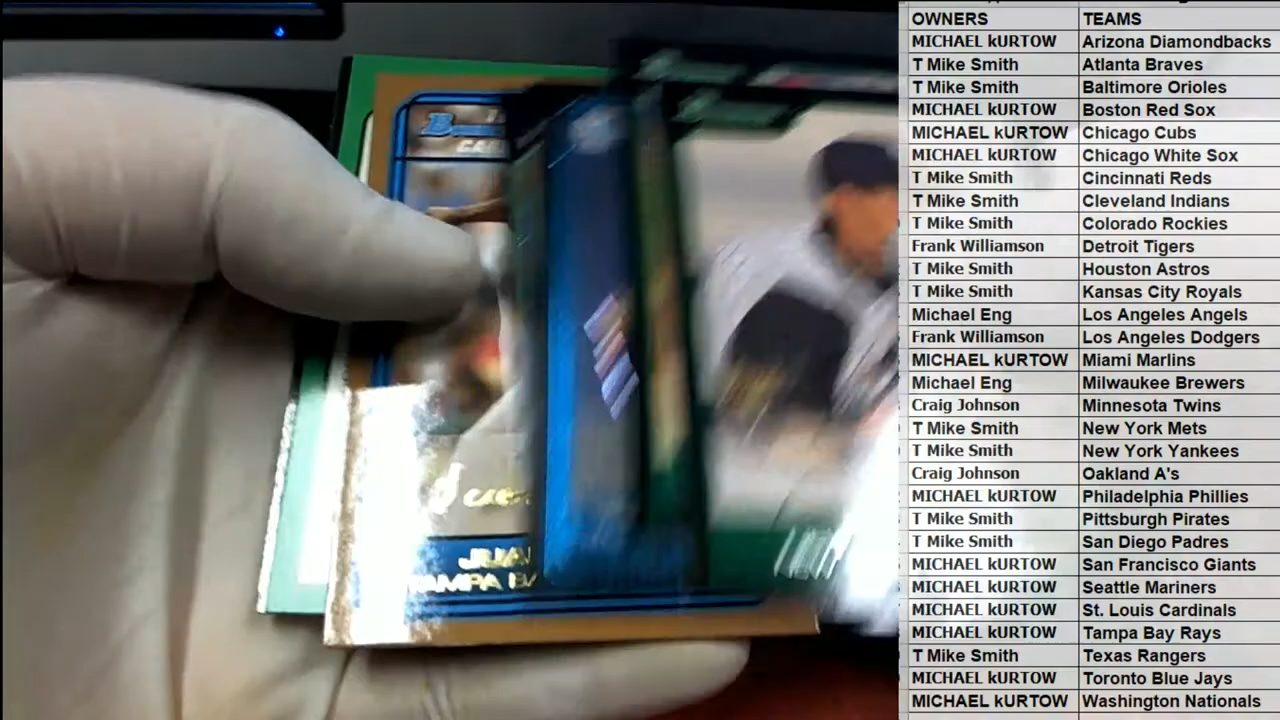 OWNERS TEAMS
MICHAEL kURTOW Arizona Diamondbacks
T Mike Smith Atlanta Braves
T Mike Smith Baltimore Orioles
MICHAEL kURTOW Boston Red Sox
MICHAEL kURTOW Chicago Cubs
MICHAEL kURTOW Chicago White Sox
T Mike Smith Cincinnati Reds
T Mike Smith Cleveland Indians
T Mike Smith Colorado Rockies
Frank Williamson Detroit Tigers
T Mike Smith Houston Astros
T Mike Smith Kansas City Royals
Michael Eng Los Angeles Angels
Frank Williamson Los Angeles Dodgers
MICHAEL kURTOW Miami Marlins
Michael Eng Milwaukee Brewers
Craig Johnson Minnesota Twins
T Mike Smith New York Mets
T Mike Smith New York Yankees
Craig Johnson Oakland A's
MICHAEL kURTOW Philadelphia Phillies
T Mike Smith Pittsburgh Pirates
T Mike Smith San Diego Padres
MICHAEL kURTOW San Francisco Giants
MICHAEL kURTOW Seattle Mariners
MICHAEL kURTOW St. Louis Cardinals
MICHAEL kURTOW Tampa Bay Rays
T Mike Smith Texas Rangers
MICHAEL kURTOW Toronto Blue Jays
MICHAEL kURTOW Washington Nationals